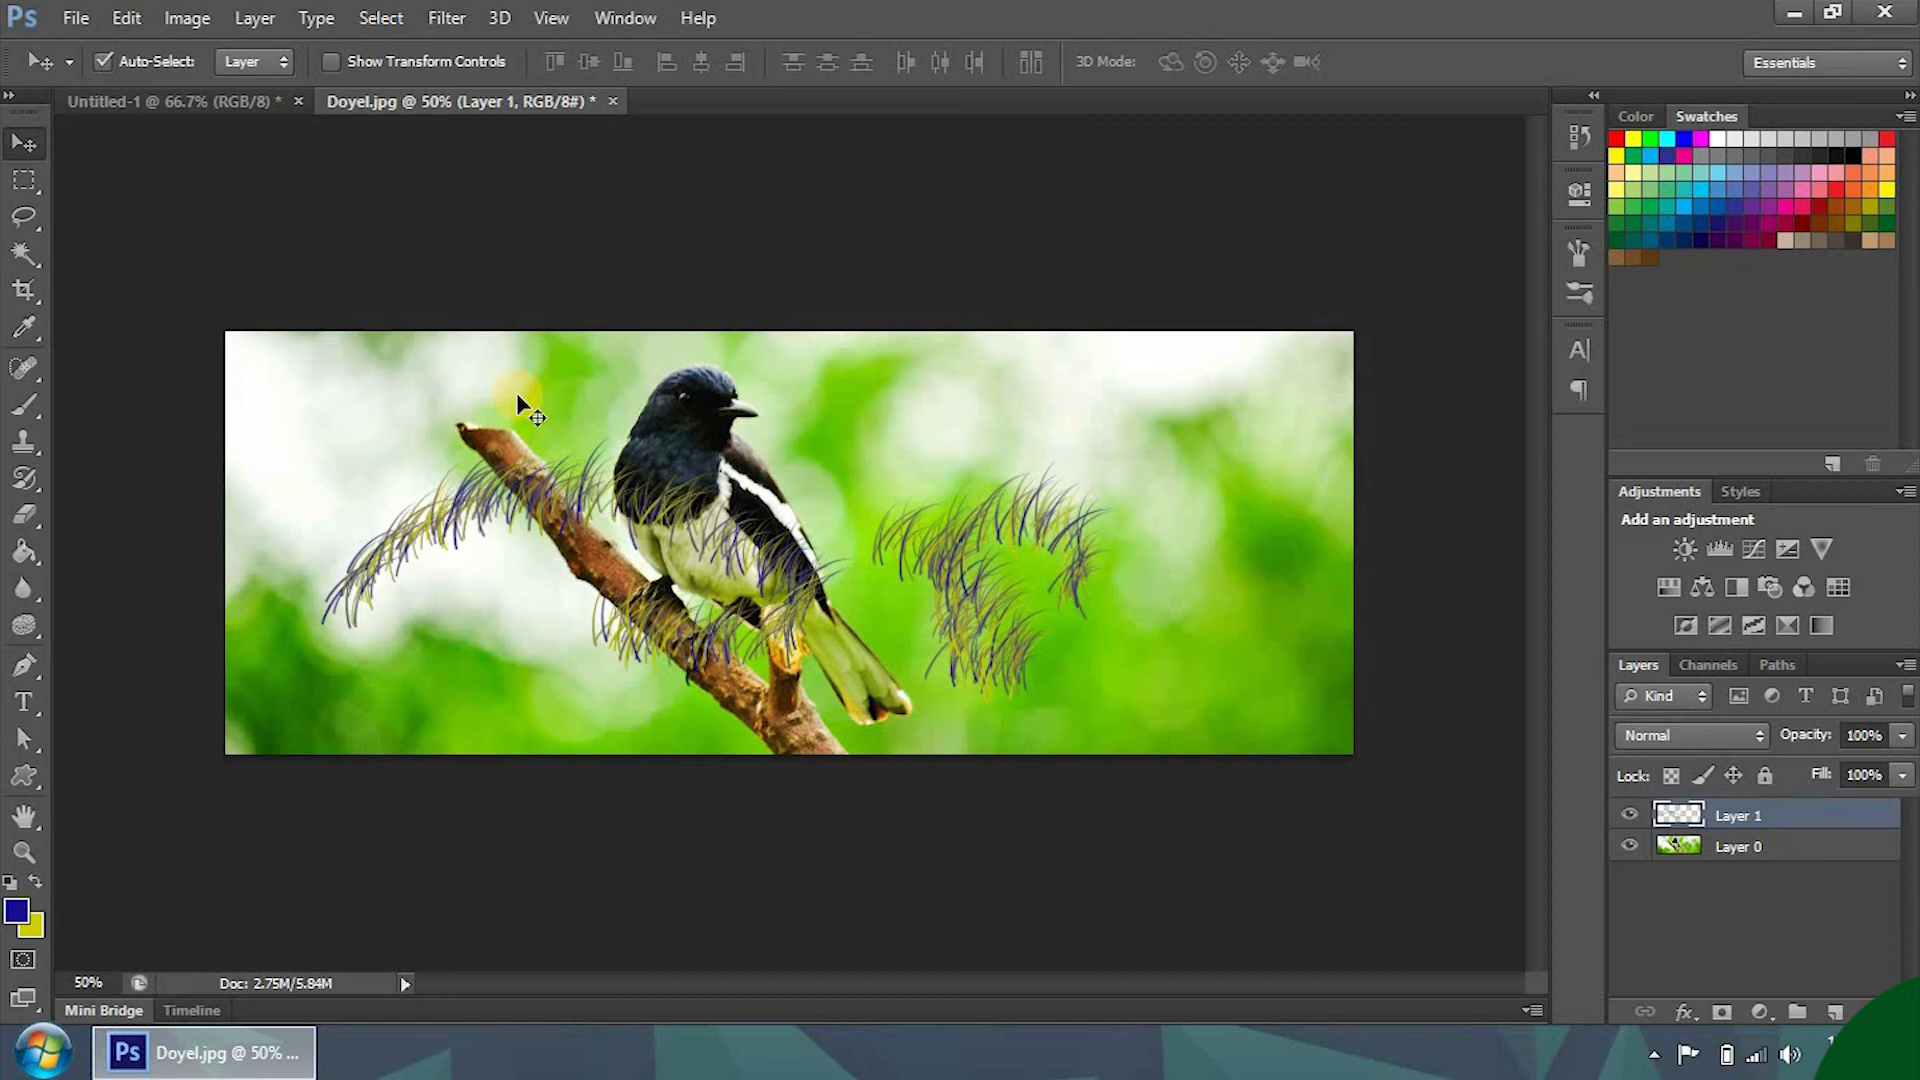 Ps File Edit Image Layer Type Select Filter 3D View Window Help
Auto-Select: Layer Show Transform Controls 3D Mode: Essentials
Untitled-1 @ 66.7% (RGB/8) * × Doyel.jpg @ 50% (Layer 1, RGB/8#) * ×
Color Swatches
Adjustments Styles
Add an adjustment
Layers Channels Paths
Kind
Normal Opacity: 100%
Lock: Fill: 100%
Layer 1
Layer 0
50% Doc: 2.75M/5.84M
Mini Bridge Timeline
Ps Doyel.jpg @ 50% ...